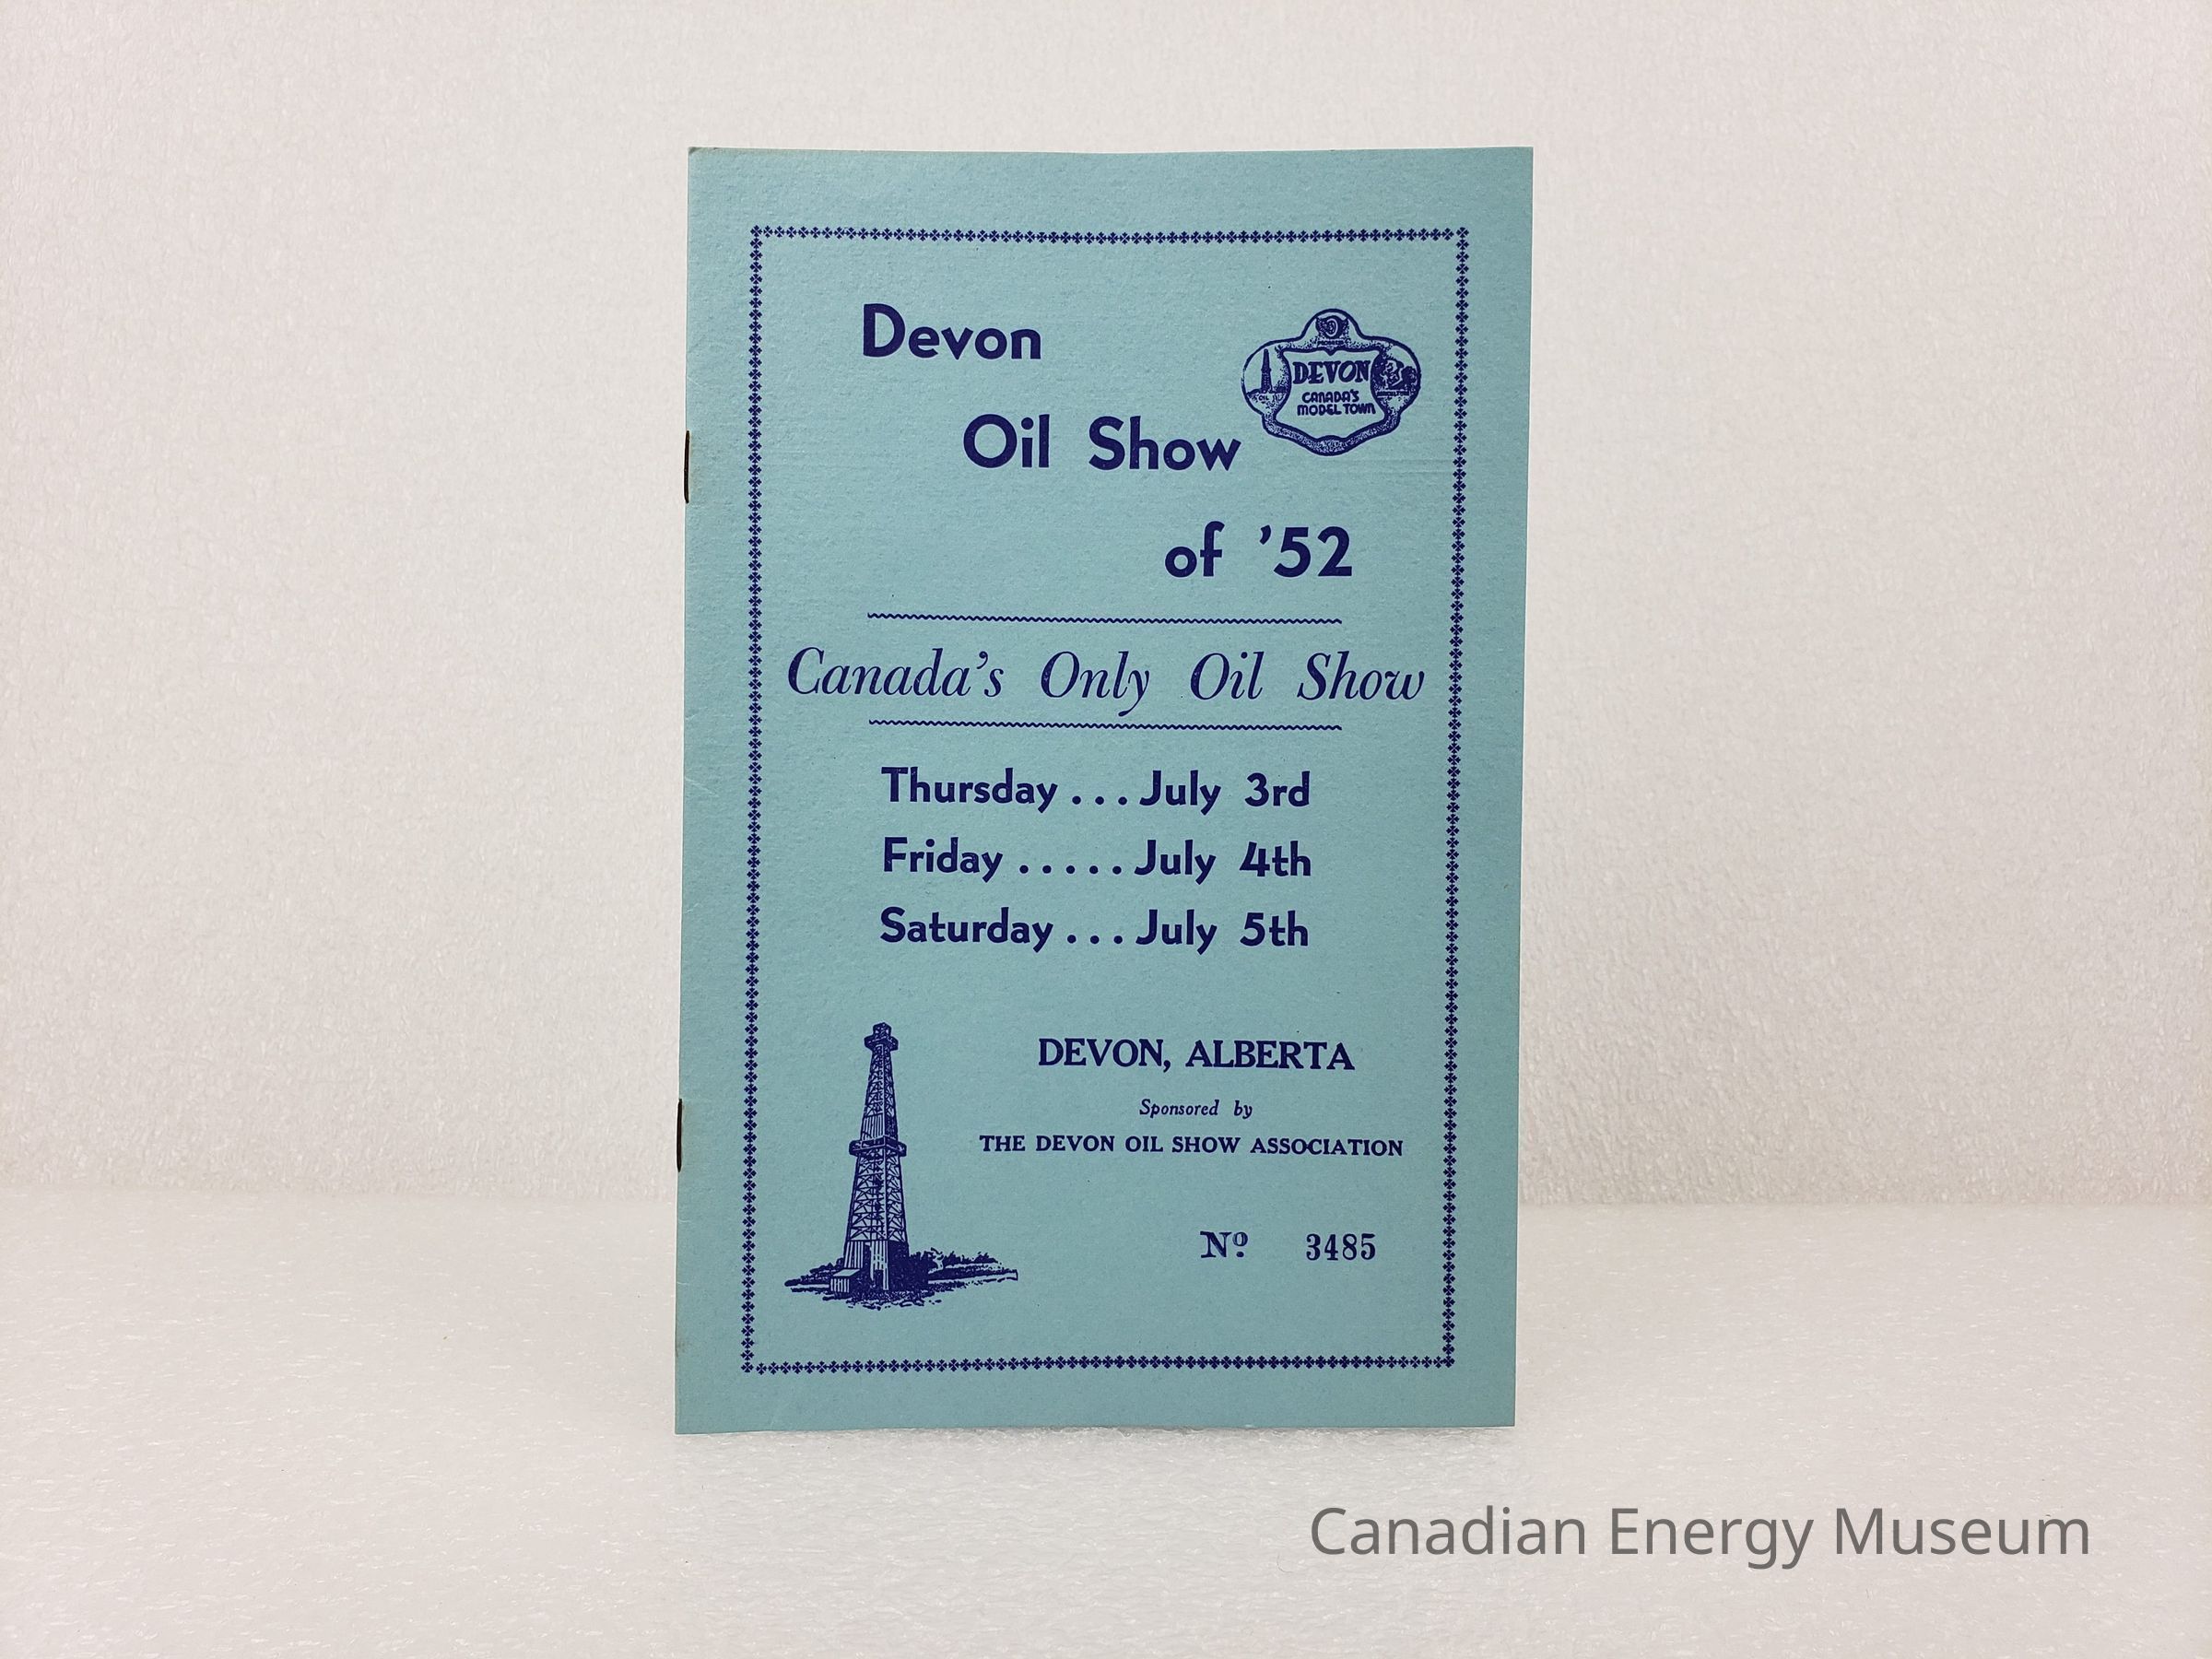 Devon
Oil Show
of '52
DEVON
CANADA'S
MODEL TOWN
Canada's Only Oil Show
Thursday . . . July 3rd
Friday . . . . . July 4th
Saturday . . . July 5th
DEVON, ALBERTA
Sponsored by
THE DEVON OIL SHOW ASSOCIATION
Nº 3485
Canadian Energy Museum